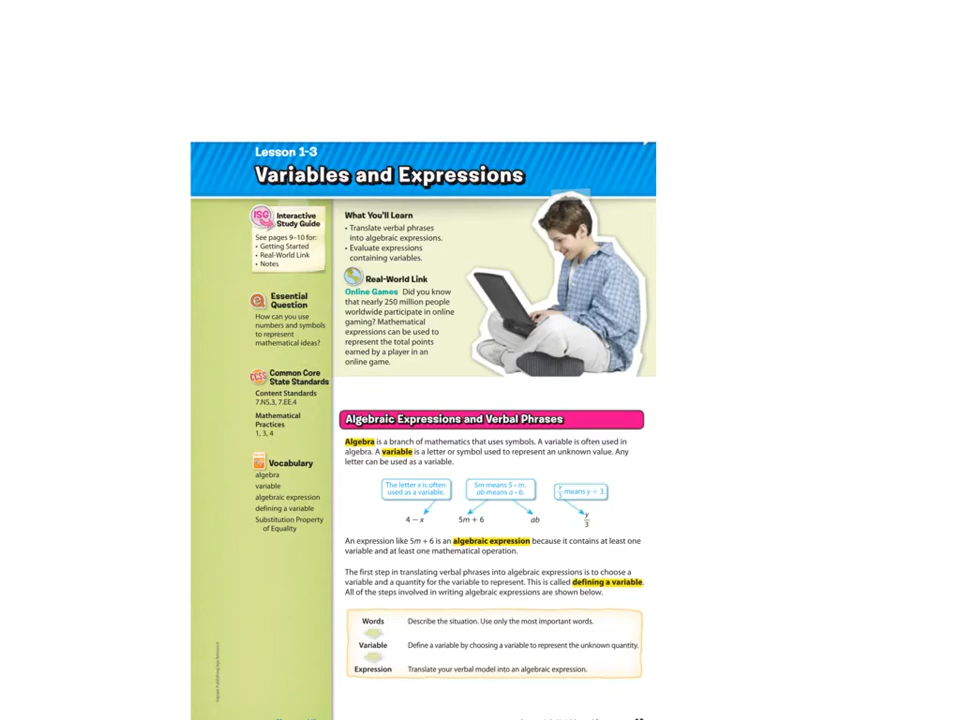 Lesson 1-3
Variables and Expressions
ISG Interactive
Study Guide
See pages 9–10 for:
• Getting Started
• Real-World Link
• Notes
Essential
Question
How can you use
numbers and symbols
to represent
mathematical ideas?
CCSS Common Core
State Standards
Content Standards
7.NS.3, 7.EE.4
Mathematical
Practices
1, 3, 4
Vocabulary
algebra
variable
algebraic expression
defining a variable
Substitution Property
of Equality
What You'll Learn
• Translate verbal phrases
into algebraic expressions.
• Evaluate expressions
containing variables.
Real-World Link
Online Games Did you know
that nearly 250 million people
worldwide participate in online
gaming? Mathematical
expressions can be used to
represent the total points
earned by a player in an
online game.
Algebraic Expressions and Verbal Phrases
Algebra is a branch of mathematics that uses symbols. A variable is often used in
algebra. A variable is a letter or symbol used to represent an unknown value. Any
letter can be used as a variable.
The letter x is often
used as a variable.
5m means 5 • m.
ab means a • b.
y/3 means y ÷ 3.
4 − x 5m + 6 ab y/3
An expression like 5m + 6 is an algebraic expression because it contains at least one
variable and at least one mathematical operation.
The first step in translating verbal phrases into algebraic expressions is to choose a
variable and a quantity for the variable to represent. This is called defining a variable.
All of the steps involved in writing algebraic expressions are shown below.
Words Describe the situation. Use only the most important words.
Variable Define a variable by choosing a variable to represent the unknown quantity.
Expression Translate your verbal model into an algebraic expression.